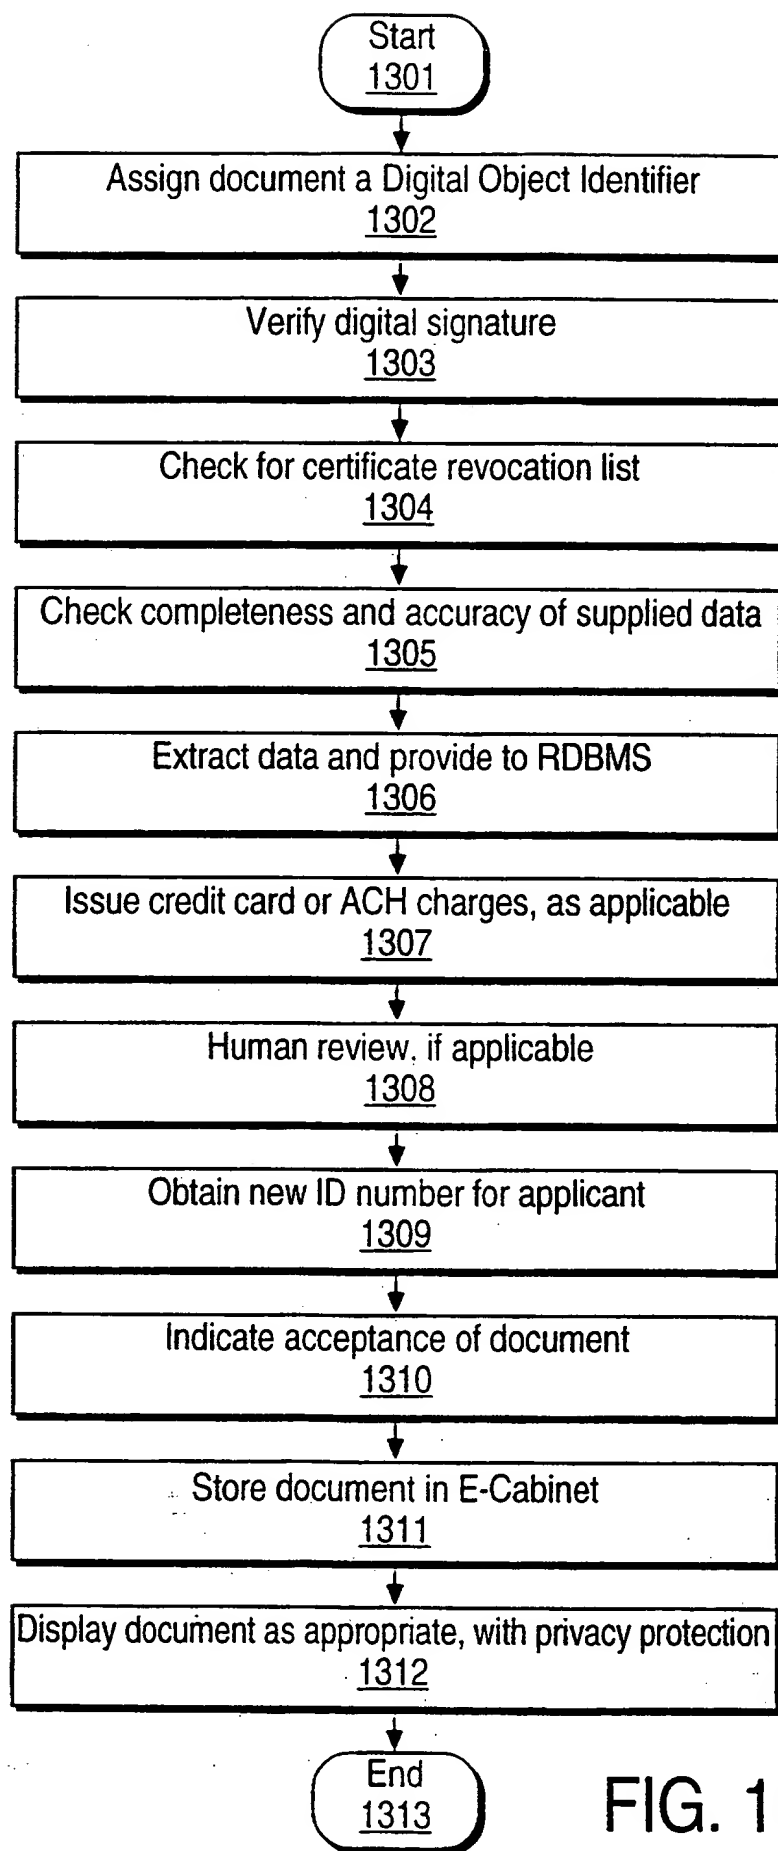 Start
1301
Assign document a Digital Object Identifier
1302
Verify digital signature
1303
Check for certificate revocation list
1304
Check completeness and accuracy of supplied data
1305
Extract data and provide to RDBMS
1306
Issue credit card or ACH charges, as applicable
1307
Human review, if applicable
1308
Obtain new ID number for applicant
1309
Indicate acceptance of document
1310
Store document in E-Cabinet
1311
Display document as appropriate, with privacy protection
1312
End
1313
FIG. 1